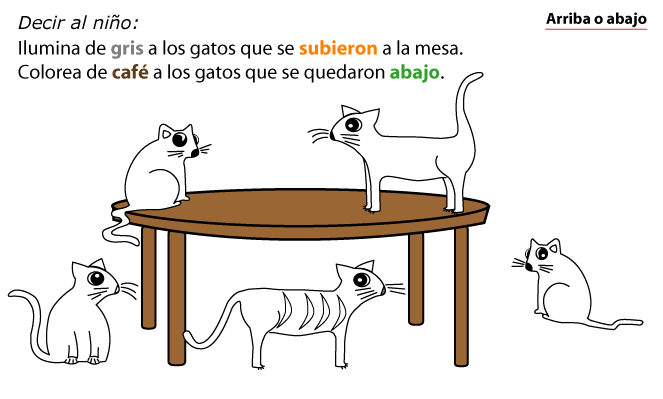 Decir al niño:
Arriba o abajo
Ilumina de gris a los gatos que se subieron a la mesa.
Colorea de café a los gatos que se quedaron abajo.